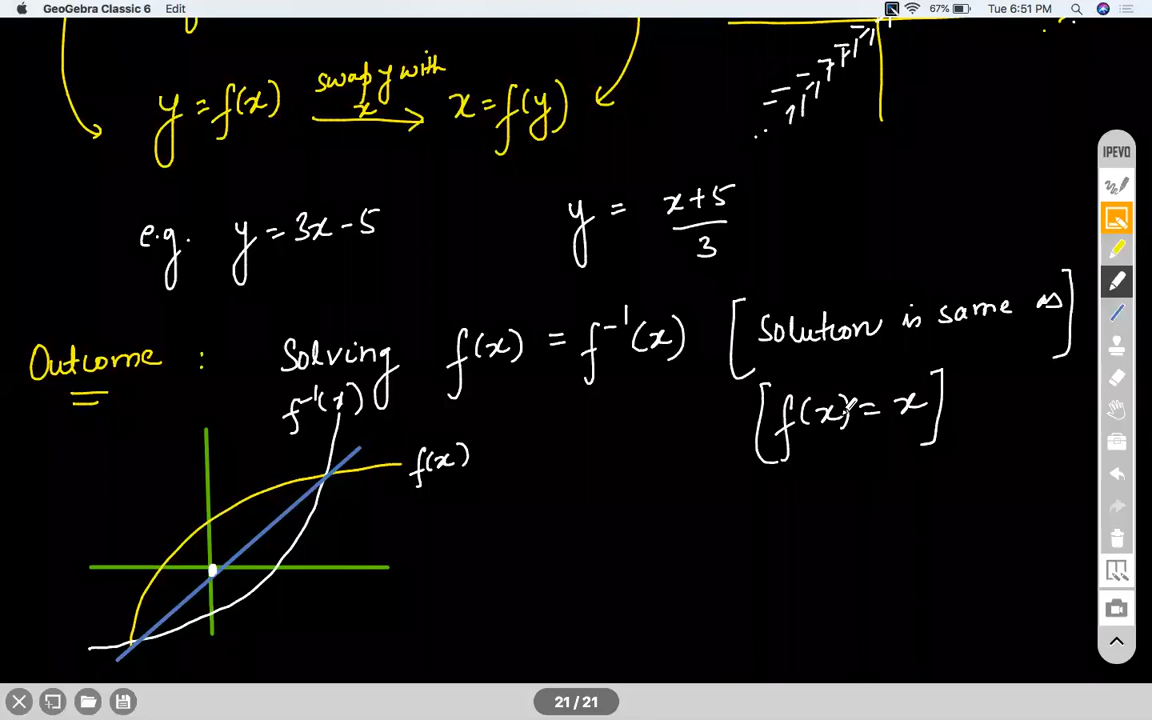 GeoGebra Classic 6 Edit 67% Tue 6:51 PM
swap y with
x
y = f(x) → x = f(y)
IPEVO
e.g. y = 3x - 5 y = x+5
3
Outcome : Solving f(x) = f⁻¹(x) [Solution is same as]
[f(x) = x]
f⁻¹(x)
f(x)
21 / 21